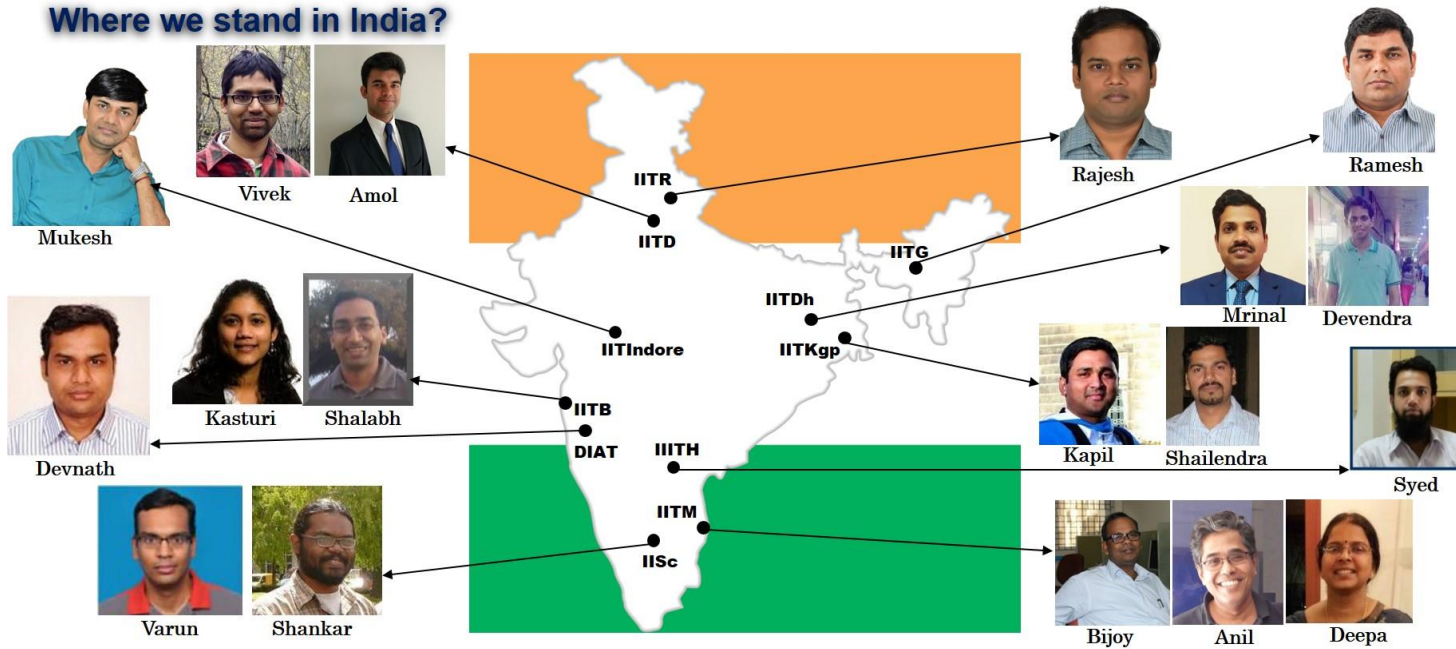 Where we stand in India?
Mukesh
Vivek
Amol
Rajesh
Ramesh
IITR
IITD
IITG
Mrinal
Devendra
IITDh
IITIndore
IITKgp
Kasturi
Shalabh
Devnath
IITB
DIAT
IIITH
Kapil
Shailendra
Syed
IITM
IISc
Varun
Shankar
Bijoy
Anil
Deepa